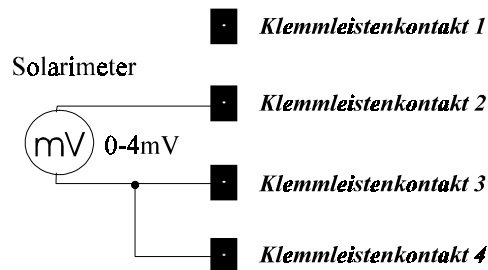 Klemmleistenkontakt 1
Solarimeter
Klemmleistenkontakt 2
mV 0-4mV
Klemmleistenkontakt 3
Klemmleistenkontakt 4